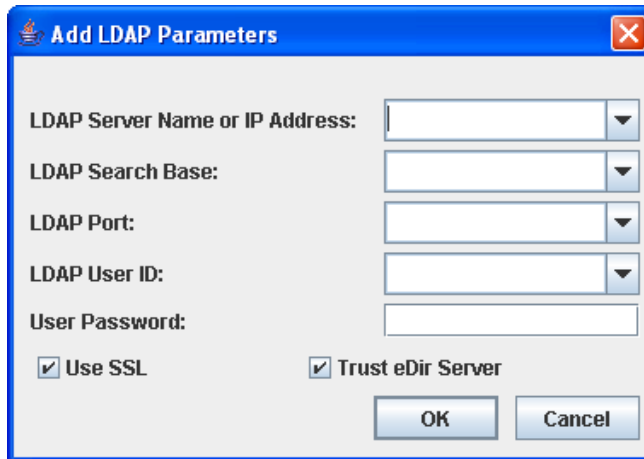 Add LDAP Parameters
LDAP Server Name or IP Address:
LDAP Search Base:
LDAP Port:
LDAP User ID:
User Password:
Use SSL Trust eDir Server
OK Cancel